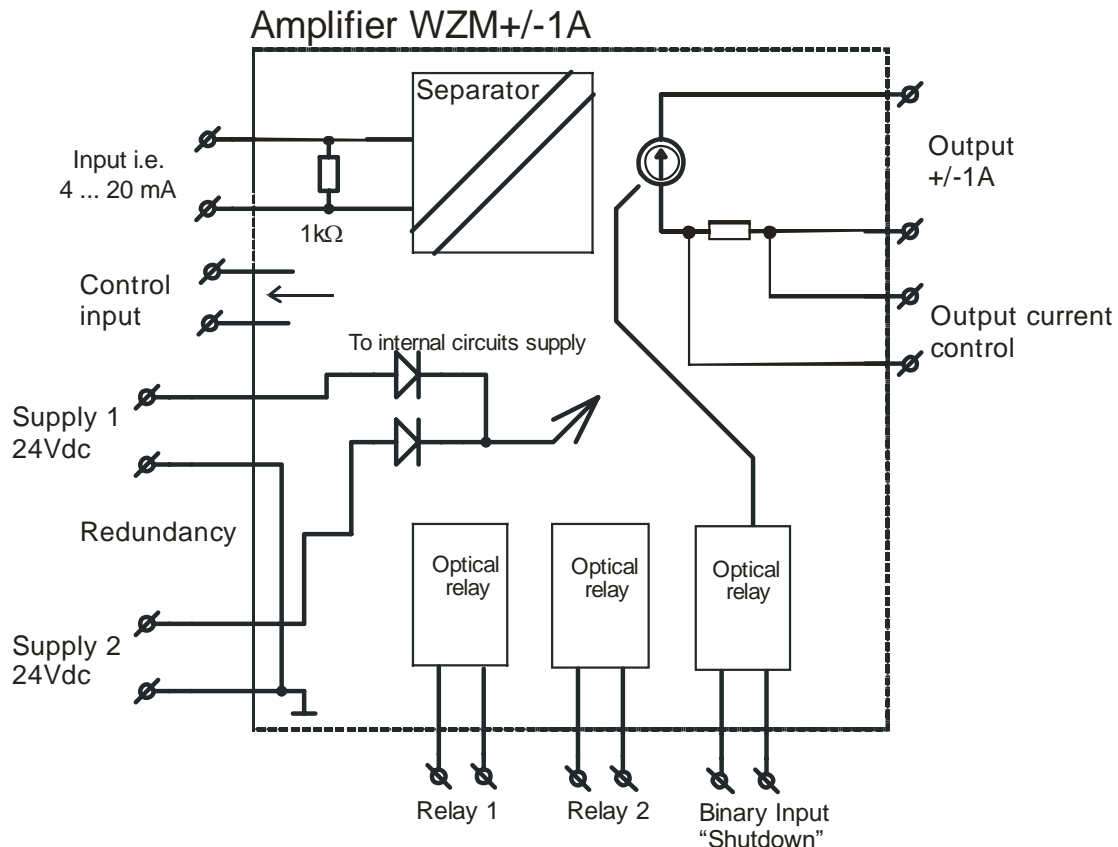 Amplifier WZM+/-1A
Separator
Input i.e.
4 ... 20 mA
1kΩ
Output
+/-1A
Control
input
Output current
control
To internal circuits supply
Supply 1
24Vdc
Redundancy
Supply 2
24Vdc
Optical
relay
Optical
relay
Optical
relay
Relay 1
Relay 2
Binary Input
“Shutdown”